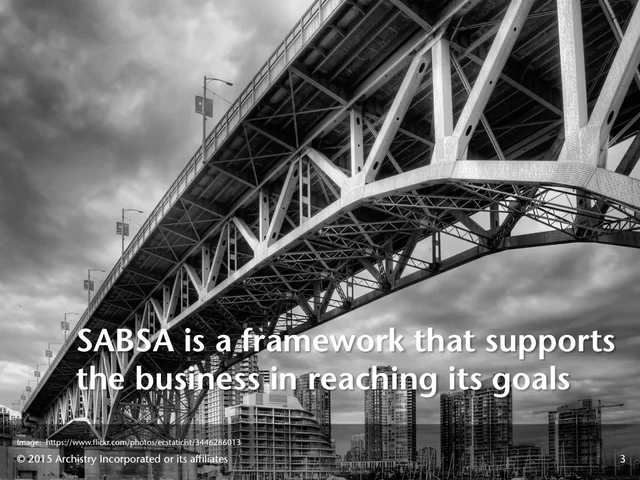 SABSA is a framework that supports
the business in reaching its goals
Image: https://www.flickr.com/photos/ecstaticist/3446286013
© 2015 Archistry Incorporated or its affiliates
3